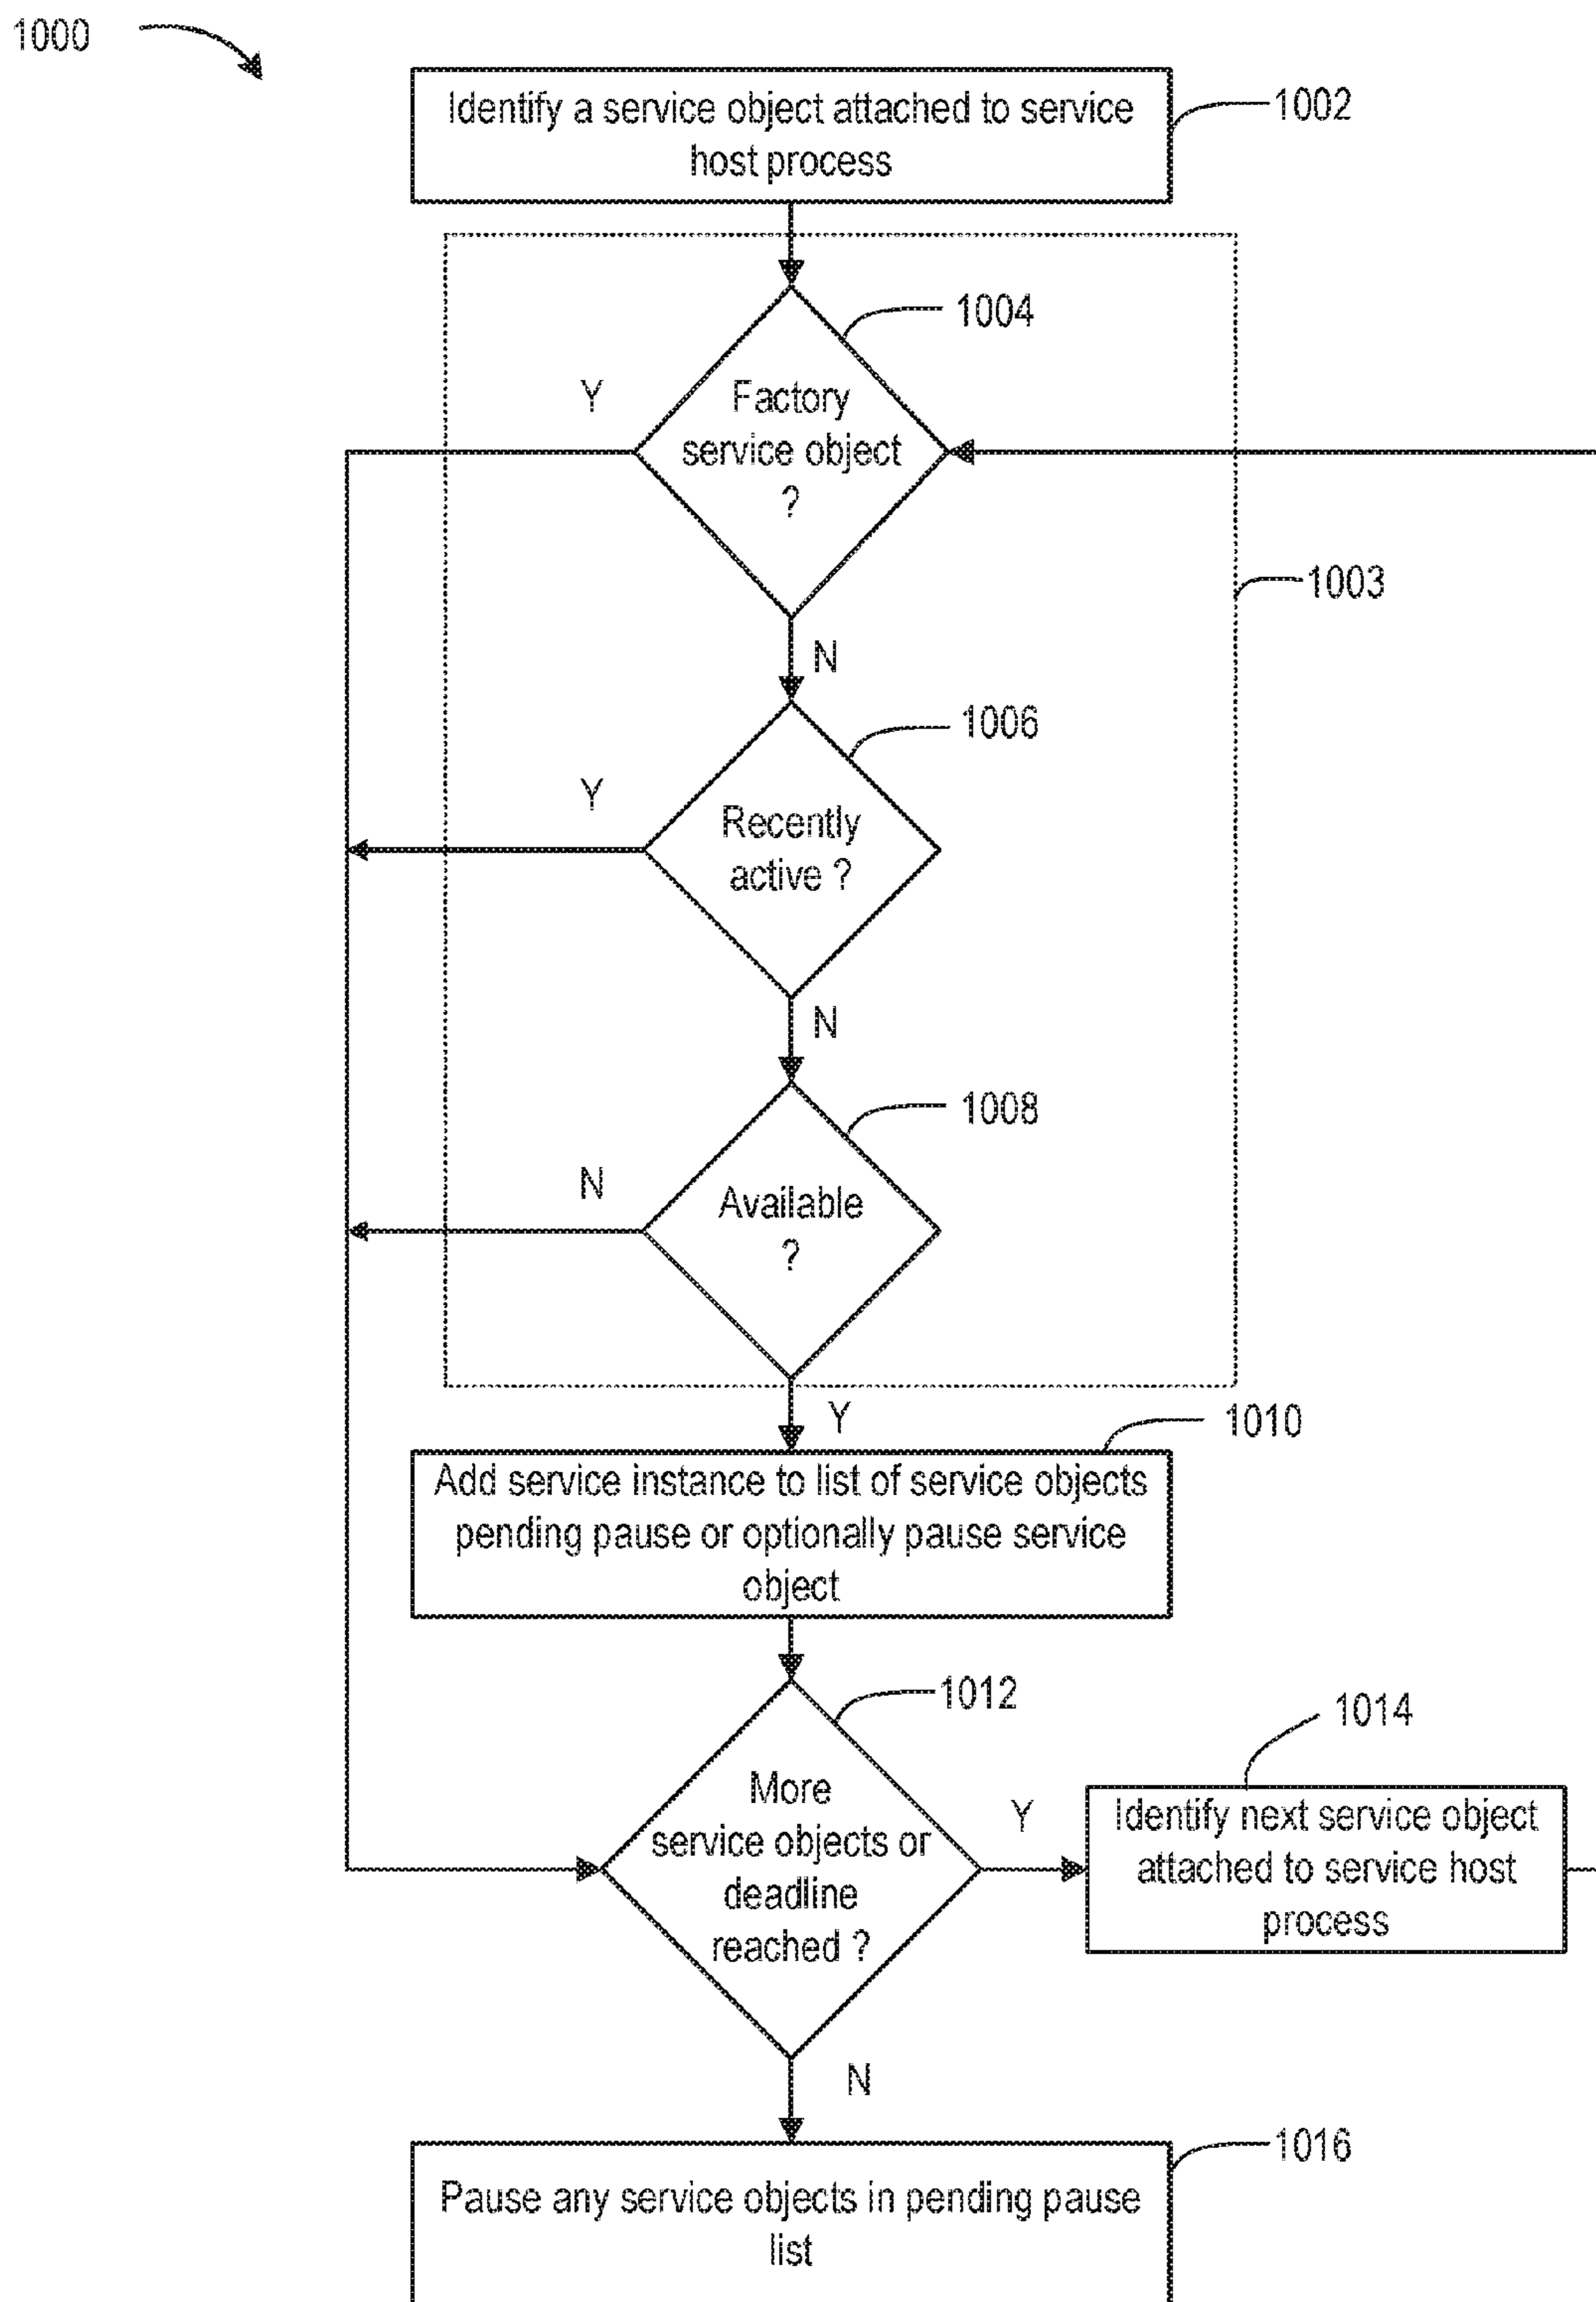 1000
Identify a service object attached to service
host process
1002
1004
Y
Factory
service object
?
1003
N
1006
Y
Recently
active ?
N
1008
N
Available
?
Y
1010
Add service instance to list of service objects
pending pause or optionally pause service
object
1012
1014
More
service objects or
deadline
reached ?
Y
Identify next service object
attached to service host
process
N
1016
Pause any service objects in pending pause
list